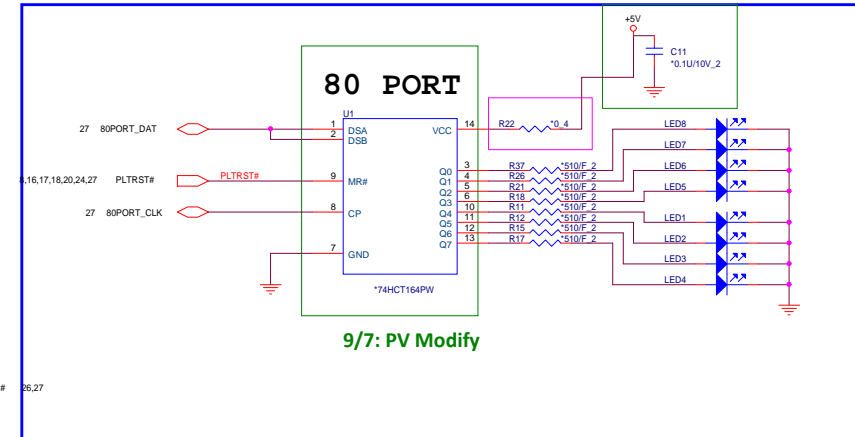 +5V
C11
*0.1U/10V_2
80 PORT
U1
27 80PORT_DAT
1 DSA
2 DSB
VCC 14
R22 *0_4
LED8
LED7
8,16,17,18,20,24,27 PLTRST# PLTRST#
9 MR#
Q0 3 R37 *510/F_2
Q1 4 R26 *510/F_2
LED6
Q2 5 R21 *510/F_2
Q3 6 R18 *510/F_2
LED5
27 80PORT_CLK
8 CP
Q4 10 R11 *510/F_2
Q5 11 R12 *510/F_2
LED1
Q6 12 R15 *510/F_2
Q7 13 R17 *510/F_2
LED2
7 GND
LED3
LED4
*74HCT164PW
9/7: PV Modify
# 26,27